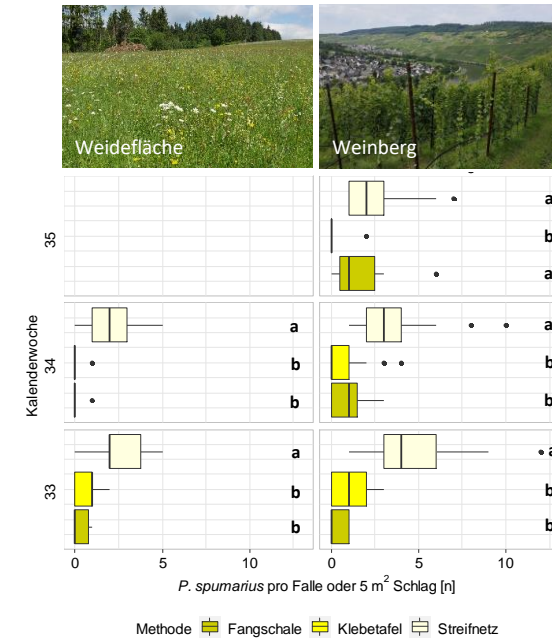 Weidefläche
Weinberg
Kalenderwoche
35
a
b
a
34
a
b
b
a
b
b
33
a
b
b
a
b
b
0 5 10
0 5 10
P. spumarius pro Falle oder 5 m² Schlag [n]
Methode Fangschale Klebetafel Streifnetz